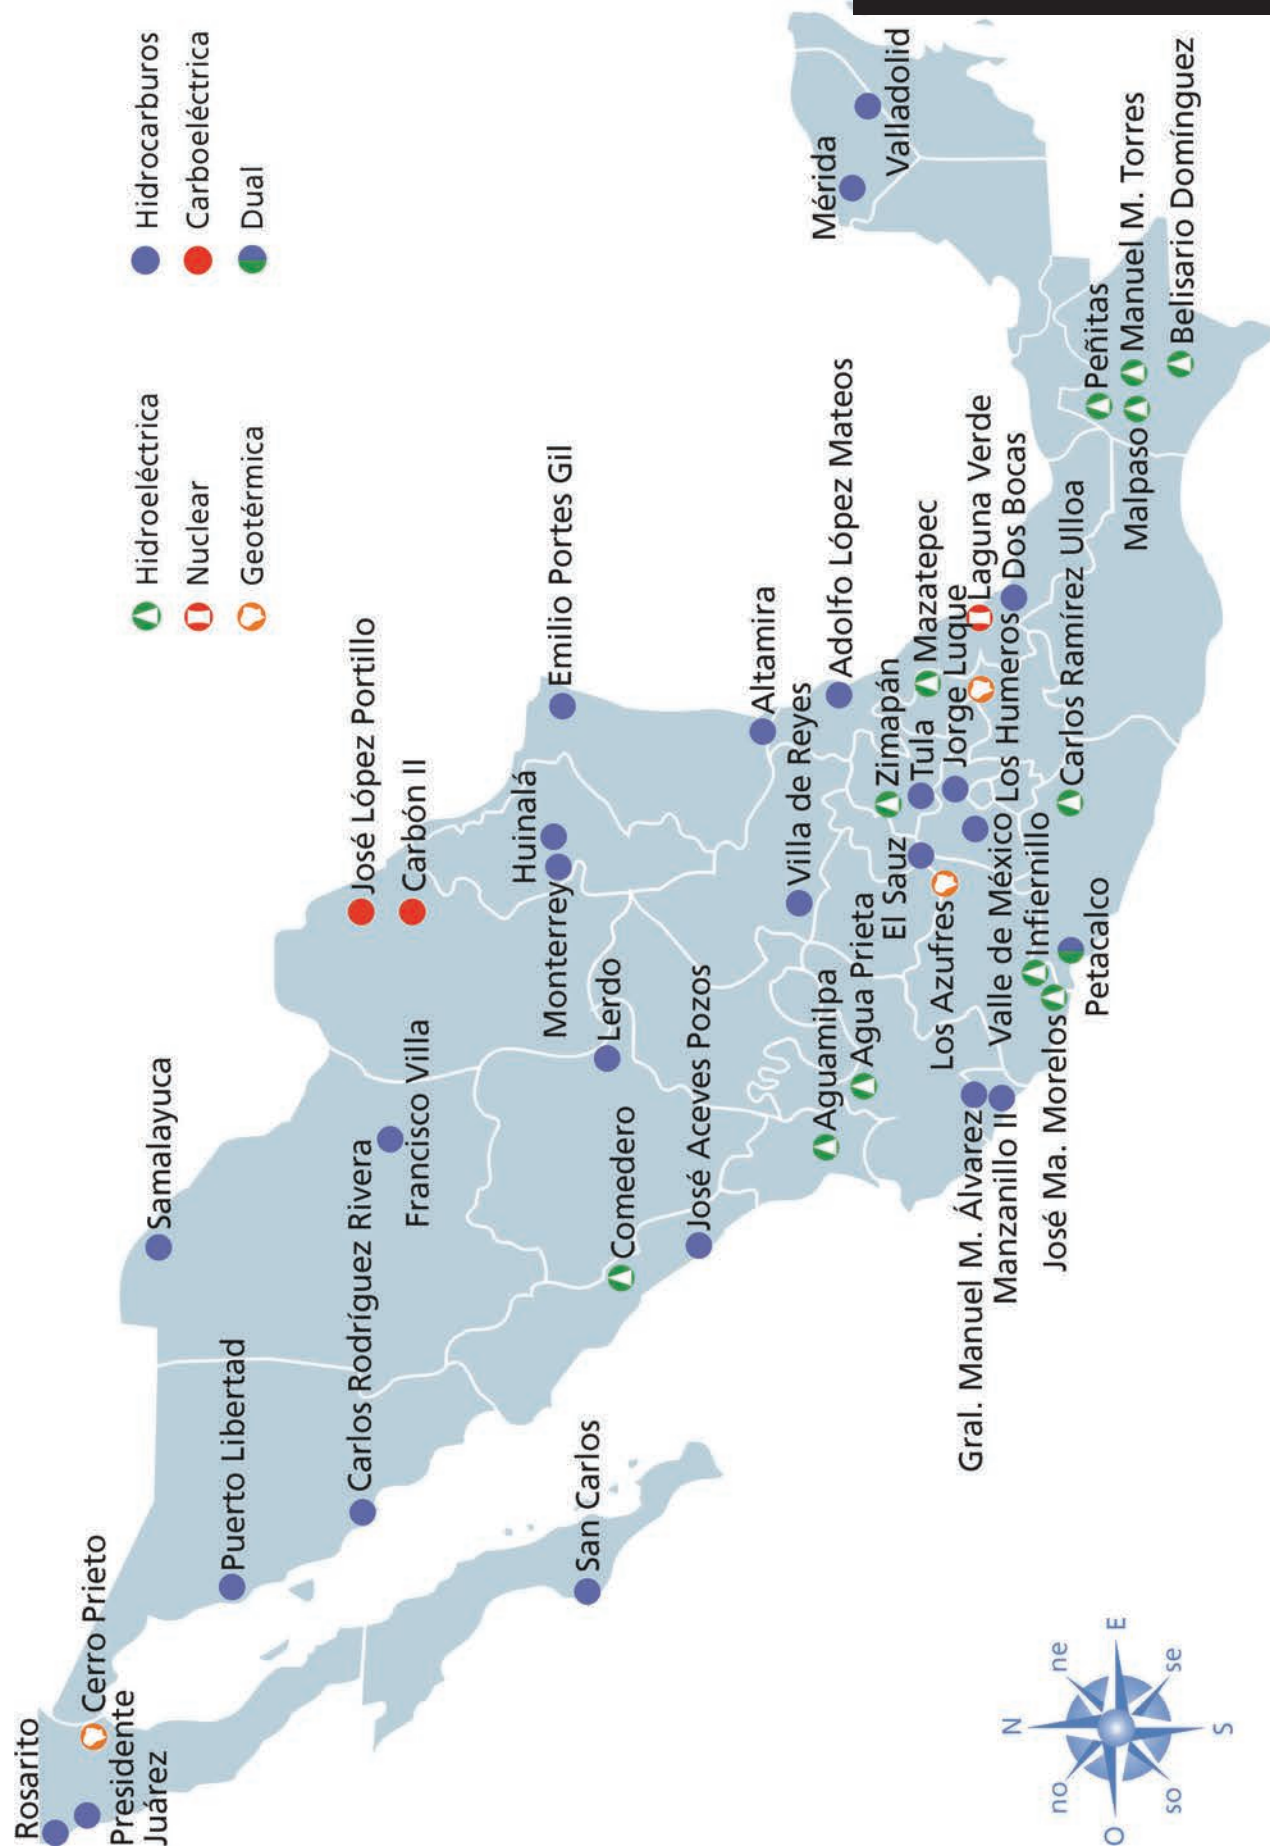 Hidroeléctrica
Nuclear
Geotérmica
Hidrocarburos
Carboeléctrica
Dual
Rosarito
Cerro Prieto
Presidente
Juárez
Puerto Libertad
Samalayuca
Carlos Rodríguez Rivera
Francisco Villa
José López Portillo
Carbón II
San Carlos
Huinalá
Monterrey
Emilio Portes Gil
Lerdo
Comedero
José Aceves Pozos
Altamira
Villa de Reyes
Adolfo López Mateos
Aguamilpa
Agua Prieta
Zimapán
El Sauz
Tula
Mazatepec
Jorge Luque
Los Azufres
Laguna Verde
Valle de México
Los Humeros
Dos Bocas
Gral. Manuel M. Álvarez
Manzanillo II
Infiernillo
José Ma. Morelos
Petacalco
Carlos Ramírez Ulloa
Mérida
Valladolid
Peñitas
Malpaso
Manuel M. Torres
Belisario Domínguez
N
no
ne
O
E
so
se
S